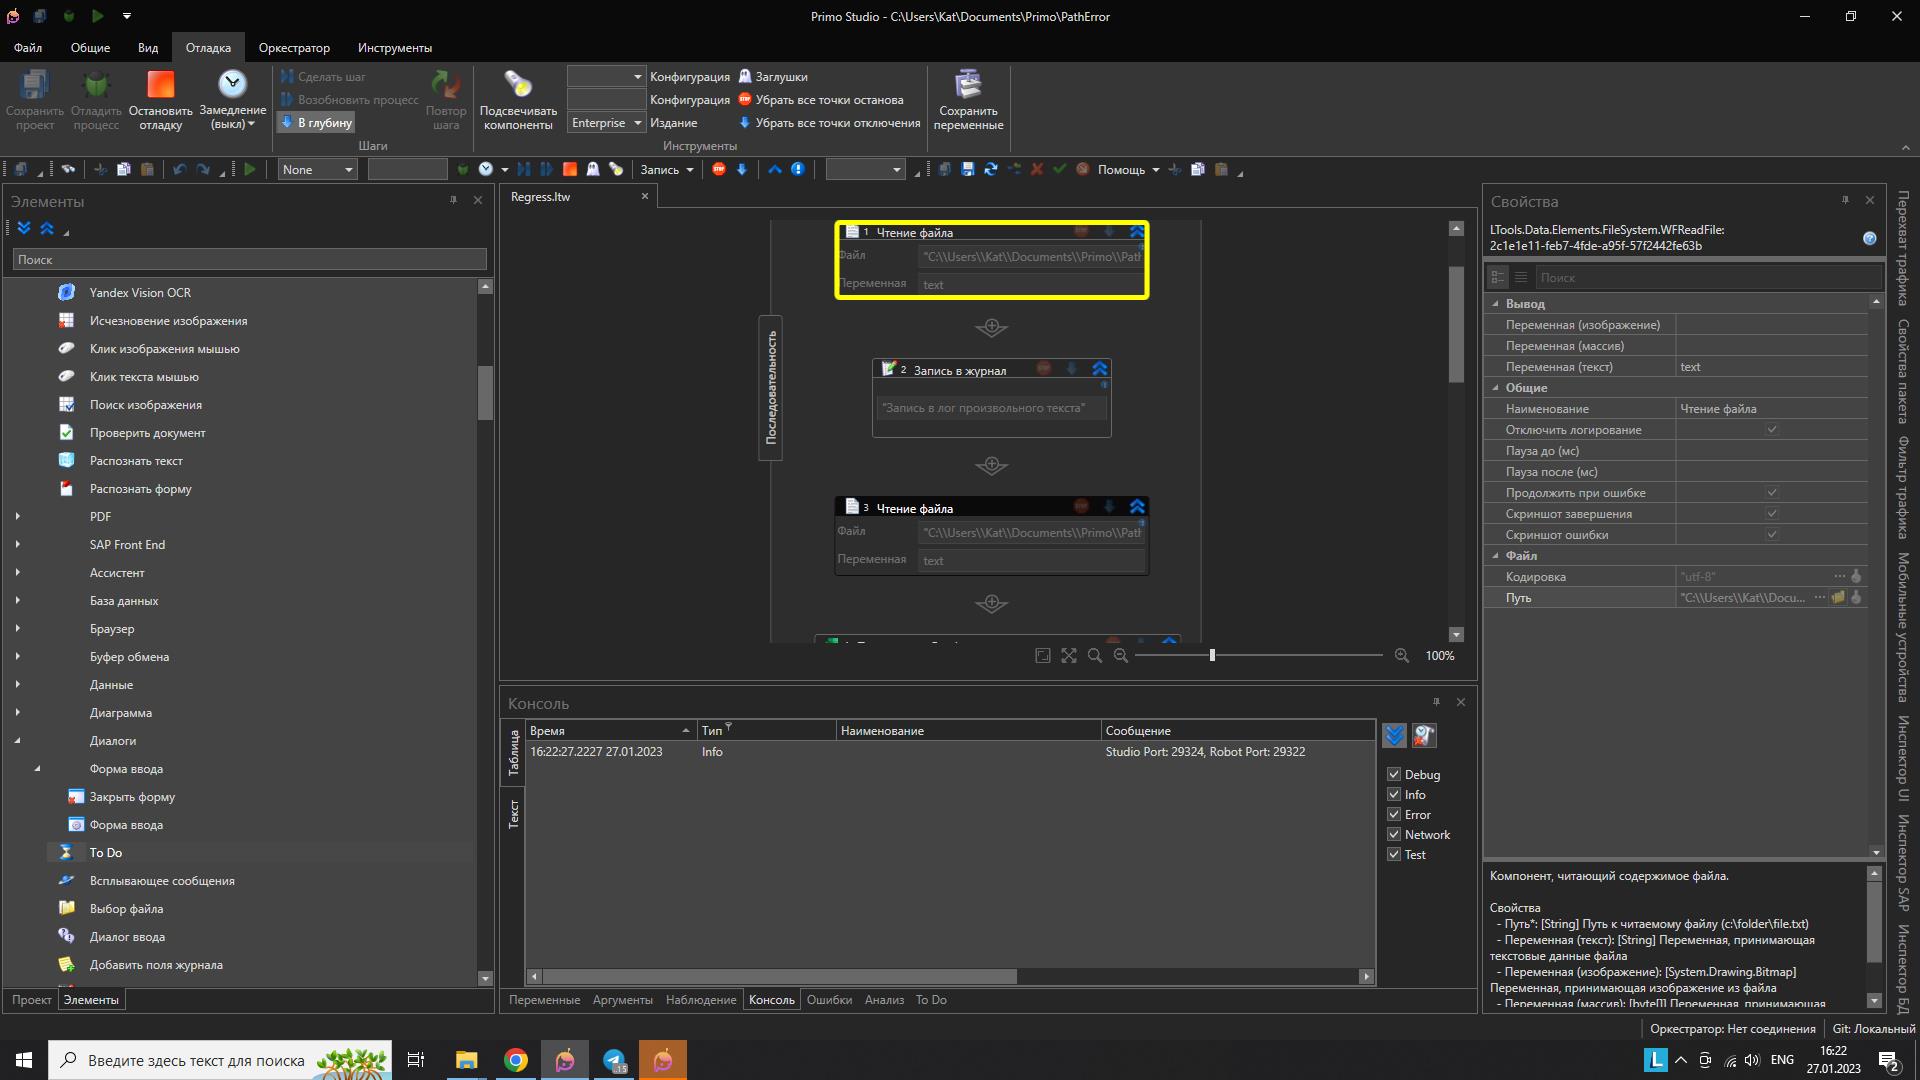 Primo Studio - C:\Users\Kat\Documents\Primo\PathError
Файл
Общие
Вид
Отладка
Оркестратор
Инструменты
Сохранить проект
Отладить процесс
Остановить отладку
Замедление (выкл)
Сделать шаг
Возобновить процесс
В глубину
Повтор шага
Шаги
Подсвечивать компоненты
Конфигурация
Конфигурация
Enterprise
Издание
Заглушки
Убрать все точки останова
Убрать все точки отключения
Инструменты
Сохранить переменные
None
Запись
Помощь
Элементы
Поиск
Yandex Vision OCR
Исчезновение изображения
Клик изображения мышью
Клик текста мышью
Поиск изображения
Проверить документ
Распознать текст
Распознать форму
PDF
SAP Front End
Ассистент
База данных
Браузер
Буфер обмена
Данные
Диаграмма
Диалоги
Форма ввода
Закрыть форму
Форма ввода
To Do
Всплывающее сообщения
Выбор файла
Диалог ввода
Добавить поля журнала
Проект
Элементы
Regress.ltw
Последовательность
1 Чтение файла
Файл "C:\\Users\\Kat\\Documents\\Primo\\Path
Переменная text
2 Запись в журнал
"Запись в лог произвольного текста"
3 Чтение файла
Файл "C:\\Users\\Kat\\Documents\\Primo\\Path
Переменная text
100%
Консоль
Таблица
Текст
Время Тип Наименование Сообщение
16:22:27.2227 27.01.2023 Info Studio Port: 29324, Robot Port: 29322
Debug
Info
Error
Network
Test
Переменные
Аргументы
Наблюдение
Консоль
Ошибки
Анализ
To Do
Свойства
LTools.Data.Elements.FileSystem.WFReadFile:
2c1e1e11-feb7-4fde-a95f-57f2442fe63b
Поиск
Вывод
Переменная (изображение)
Переменная (массив)
Переменная (текст) text
Общие
Наименование Чтение файла
Отключить логирование
Пауза до (мс)
Пауза после (мс)
Продолжить при ошибке
Скриншот завершения
Скриншот ошибки
Файл
Кодировка "utf-8"
Путь "C:\\Users\\Kat\\Docu...
Компонент, читающий содержимое файла.
Свойства
- Путь*: [String] Путь к читаемому файлу (c:\folder\file.txt)
- Переменная (текст): [String] Переменная, принимающая
текстовые данные файла
- Переменная (изображение): [System.Drawing.Bitmap]
Переменная, принимающая изображение из файла
- Переменная (массив): [byte[]] Переменная, принимающая
Перехват трафика
Свойства пакета
Фильтр трафика
Мобильные устройства
Инспектор UI
Инспектор SAP
Инспектор БД
Оркестратор: Нет соединения
Git: Локальный
Введите здесь текст для поиска
15
L
ENG
16:22
27.01.2023
2